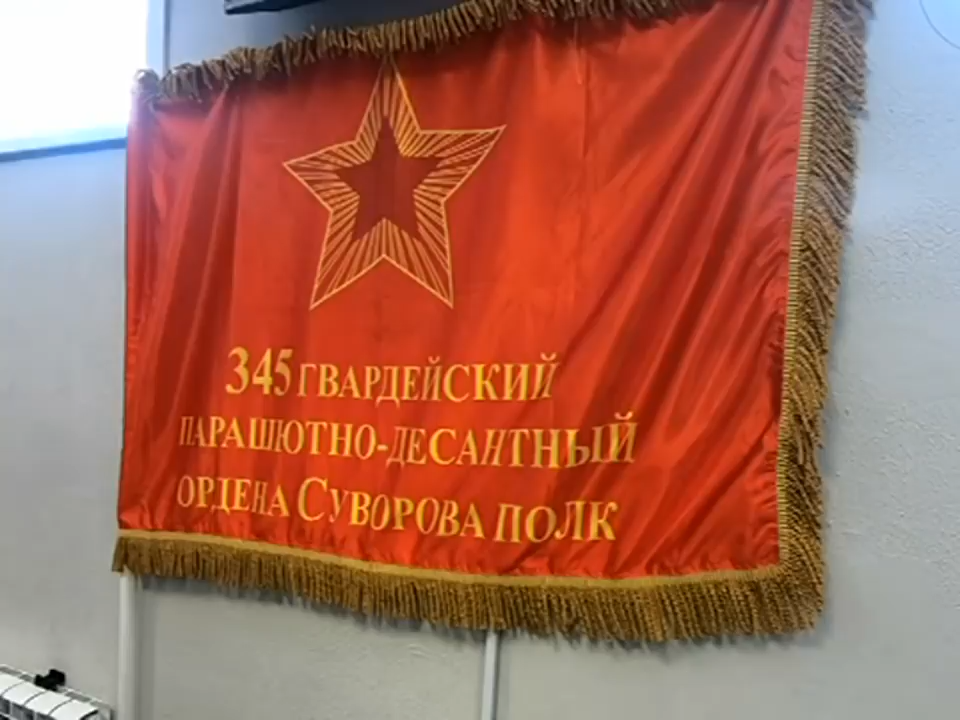 345 ГВАРДЕЙСКИЙ
ПАРАШЮТНО-ДЕСАНТНЫЙ
ОРДЕНА СУВОРОВА ПОЛК